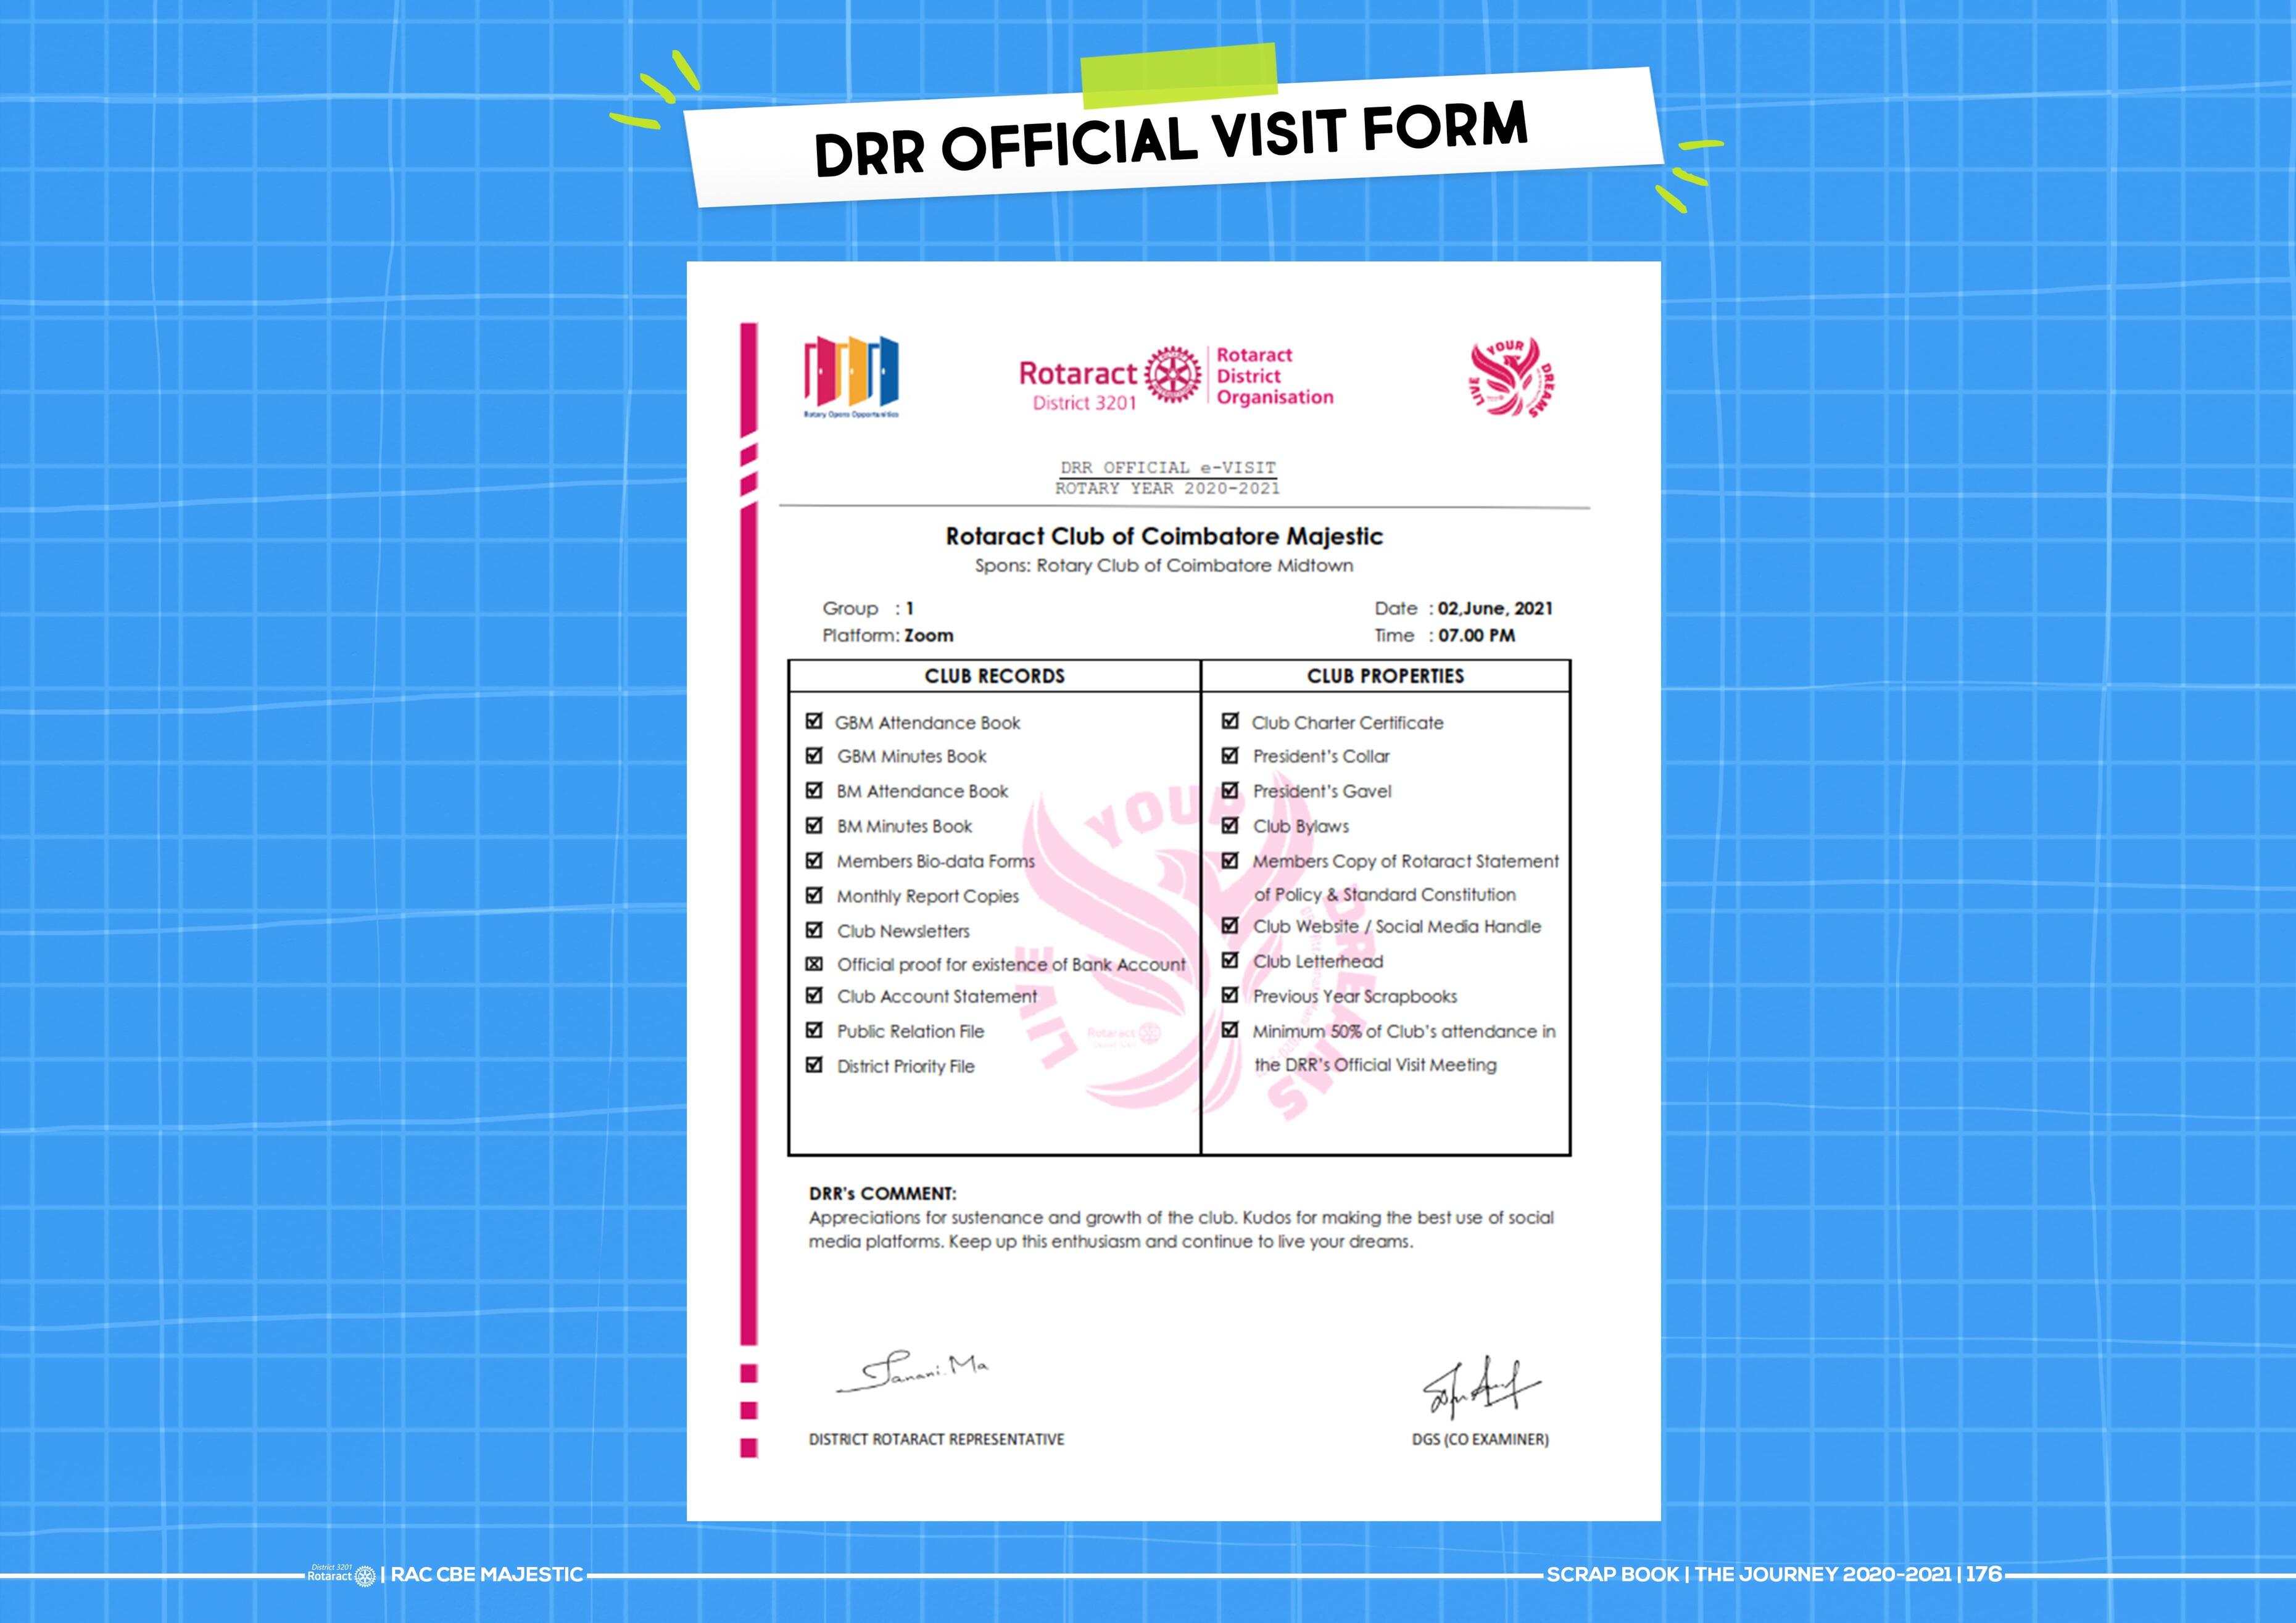 DRR OFFICIAL VISIT FORM
Rotary Opens Opportunities
Rotaract
District 3201
Rotaract
District
Organisation
LIVE YOUR DREAMS
DRR OFFICIAL e-VISIT
ROTARY YEAR 2020-2021
Rotaract Club of Coimbatore Majestic
Spons: Rotary Club of Coimbatore Midtown
Group : 1
Date : 02,June, 2021
Platform: Zoom
Time : 07.00 PM
CLUB RECORDS
GBM Attendance Book
GBM Minutes Book
BM Attendance Book
BM Minutes Book
Members Bio-data Forms
Monthly Report Copies
Club Newsletters
Official proof for existence of Bank Account
Club Account Statement
Public Relation File
District Priority File
CLUB PROPERTIES
Club Charter Certificate
President's Collar
President's Gavel
Club Bylaws
Members Copy of Rotaract Statement
of Policy & Standard Constitution
Club Website / Social Media Handle
Club Letterhead
Previous Year Scrapbooks
Minimum 50% of Club's attendance in
the DRR's Official Visit Meeting
LIVE YOUR DREAMS
Rotaract
DRR's COMMENT:
Appreciations for sustenance and growth of the club. Kudos for making the best use of social
media platforms. Keep up this enthusiasm and continue to live your dreams.
Janani.Ma
DISTRICT ROTARACT REPRESENTATIVE
DGS (CO EXAMINER)
District 3201
Rotaract | RAC CBE MAJESTIC
SCRAP BOOK | THE JOURNEY 2020-2021 | 176